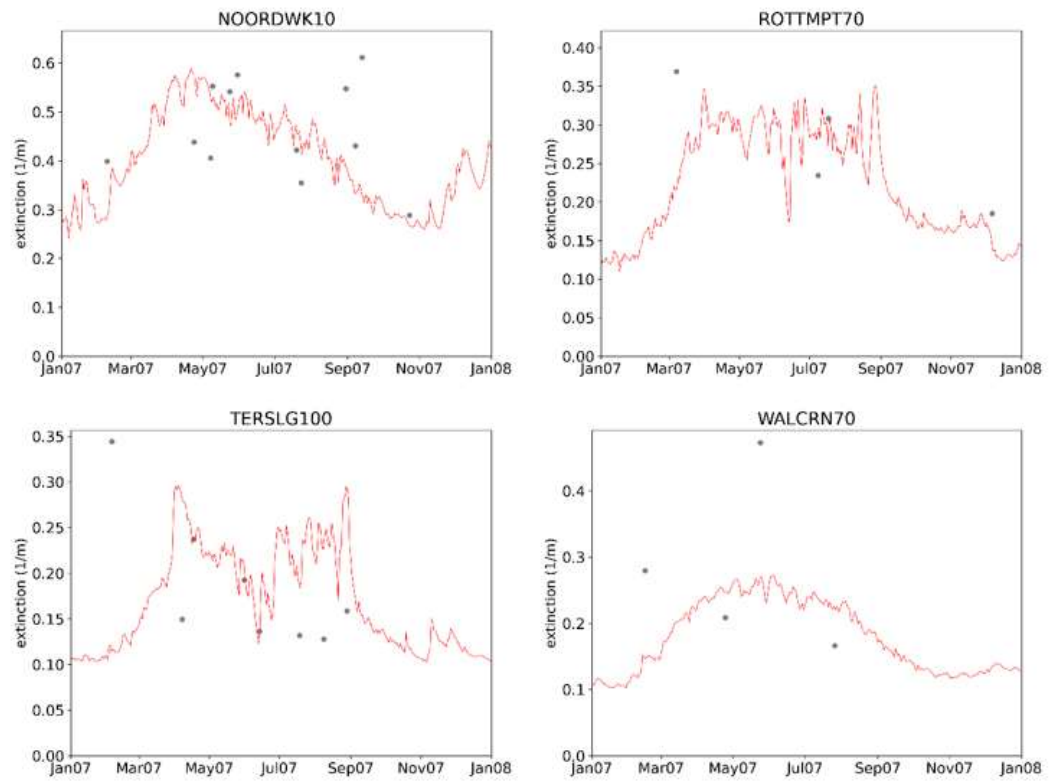 NOORDWK10
extinction (1/m)
0.6
0.5
0.4
0.3
0.2
0.1
0.0
Jan07 Mar07 May07 Jul07 Sep07 Nov07 Jan08
ROTTMPT70
extinction (1/m)
0.40
0.35
0.30
0.25
0.20
0.15
0.10
0.05
0.00
Jan07 Mar07 May07 Jul07 Sep07 Nov07 Jan08
TERSLG100
extinction (1/m)
0.35
0.30
0.25
0.20
0.15
0.10
0.05
0.00
Jan07 Mar07 May07 Jul07 Sep07 Nov07 Jan08
WALCRN70
extinction (1/m)
0.4
0.3
0.2
0.1
0.0
Jan07 Mar07 May07 Jul07 Sep07 Nov07 Jan08